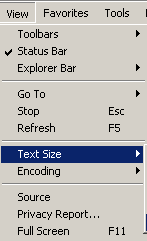 View Favorites Tools
Toolbars
Status Bar
Explorer Bar
Go To
Stop Esc
Refresh F5
Text Size
Encoding
Source
Privacy Report...
Full Screen F11